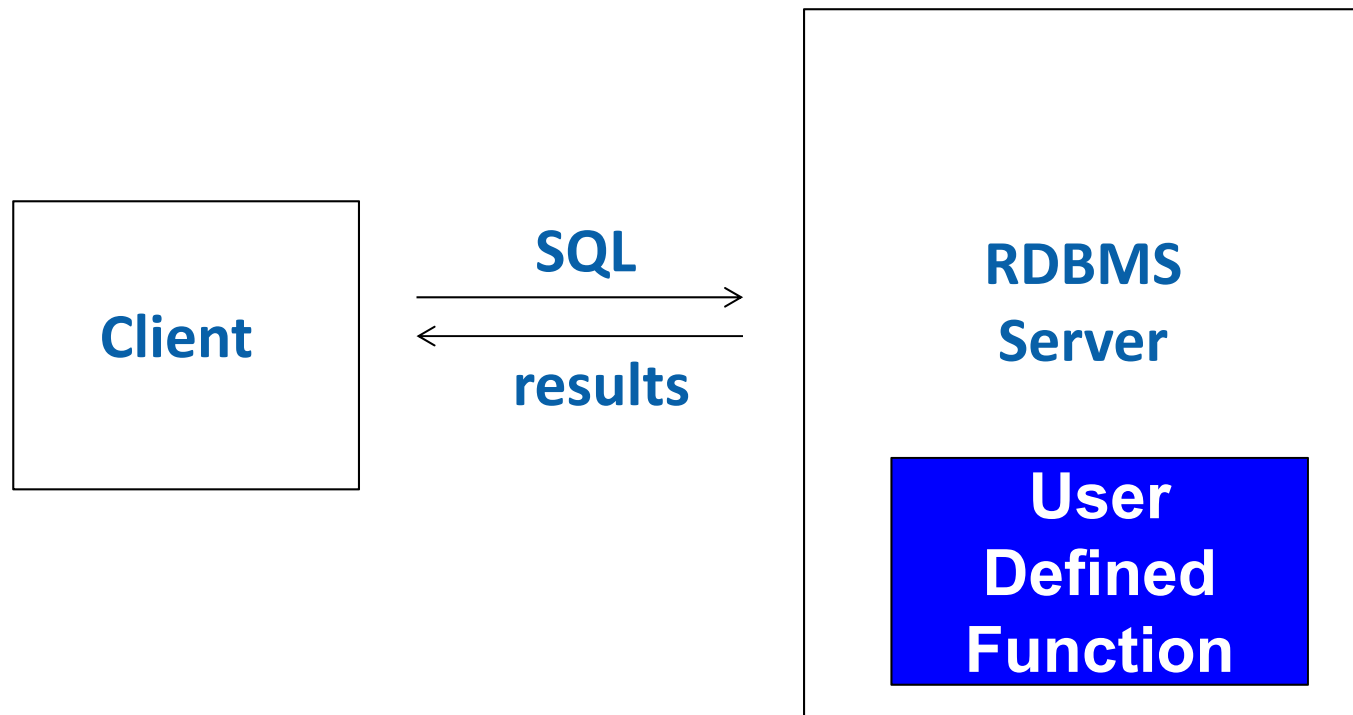 Client
SQL
results
RDBMS
Server
User
Defined
Function